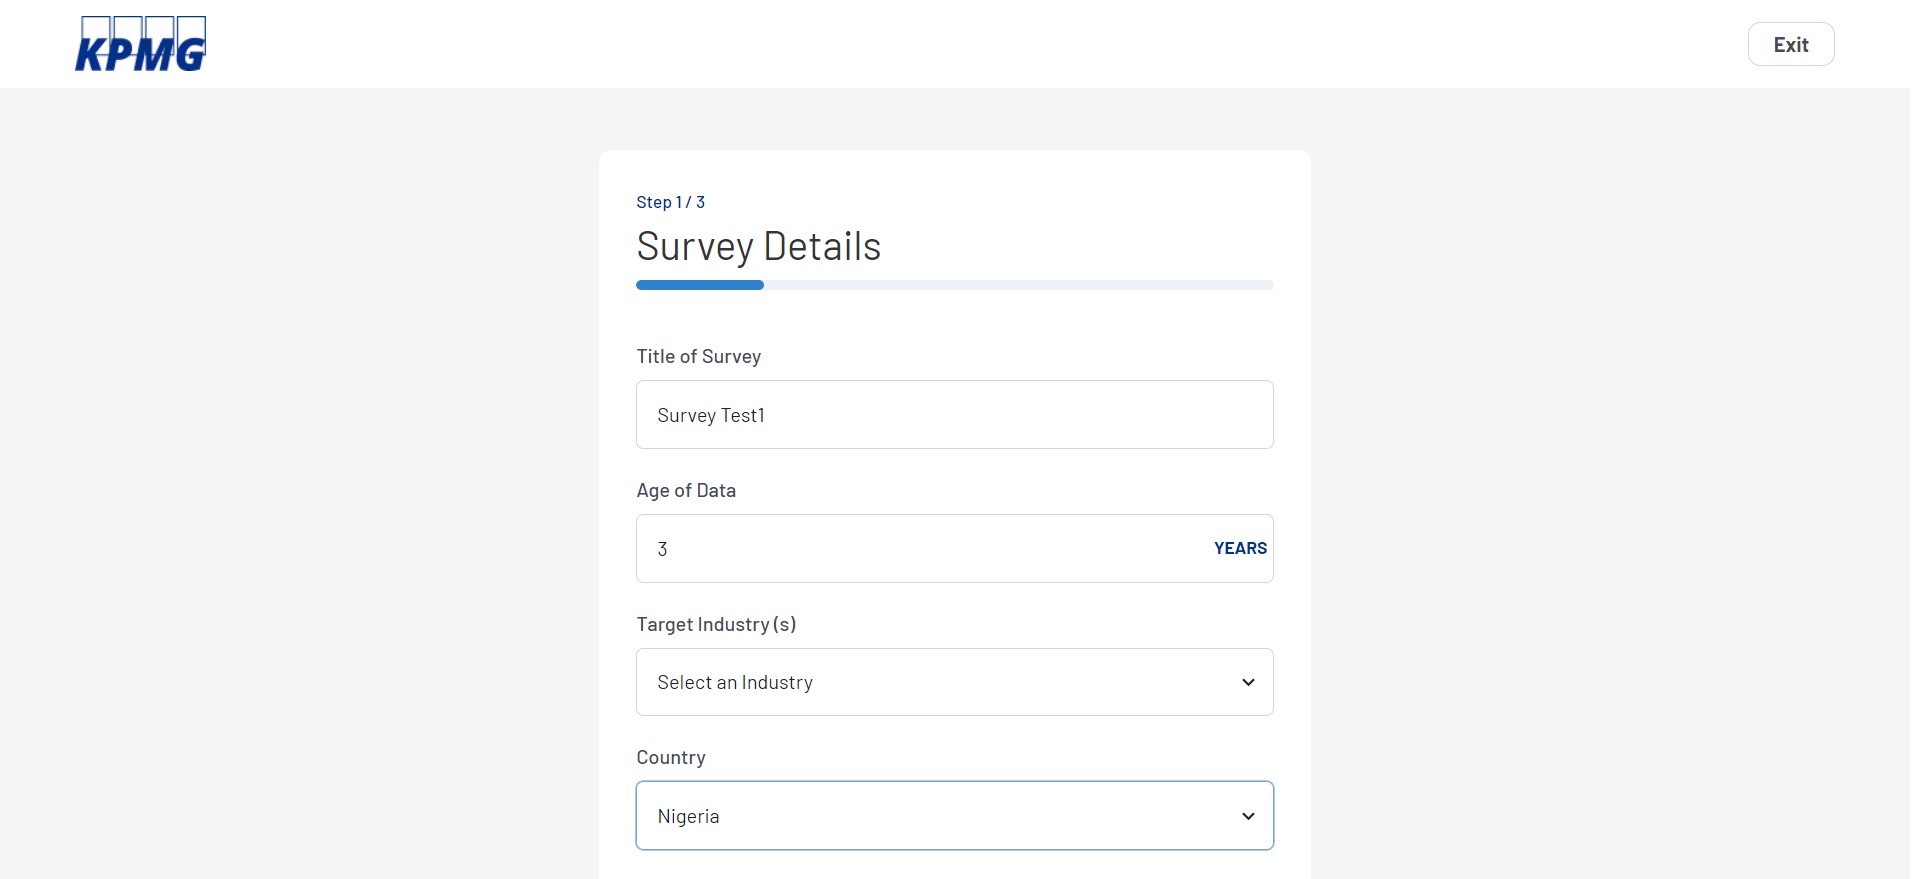 KPMG
Exit
Step 1 / 3
Survey Details
Title of Survey
Survey Test1
Age of Data
3
YEARS
Target Industry (s)
Select an Industry
Country
Nigeria